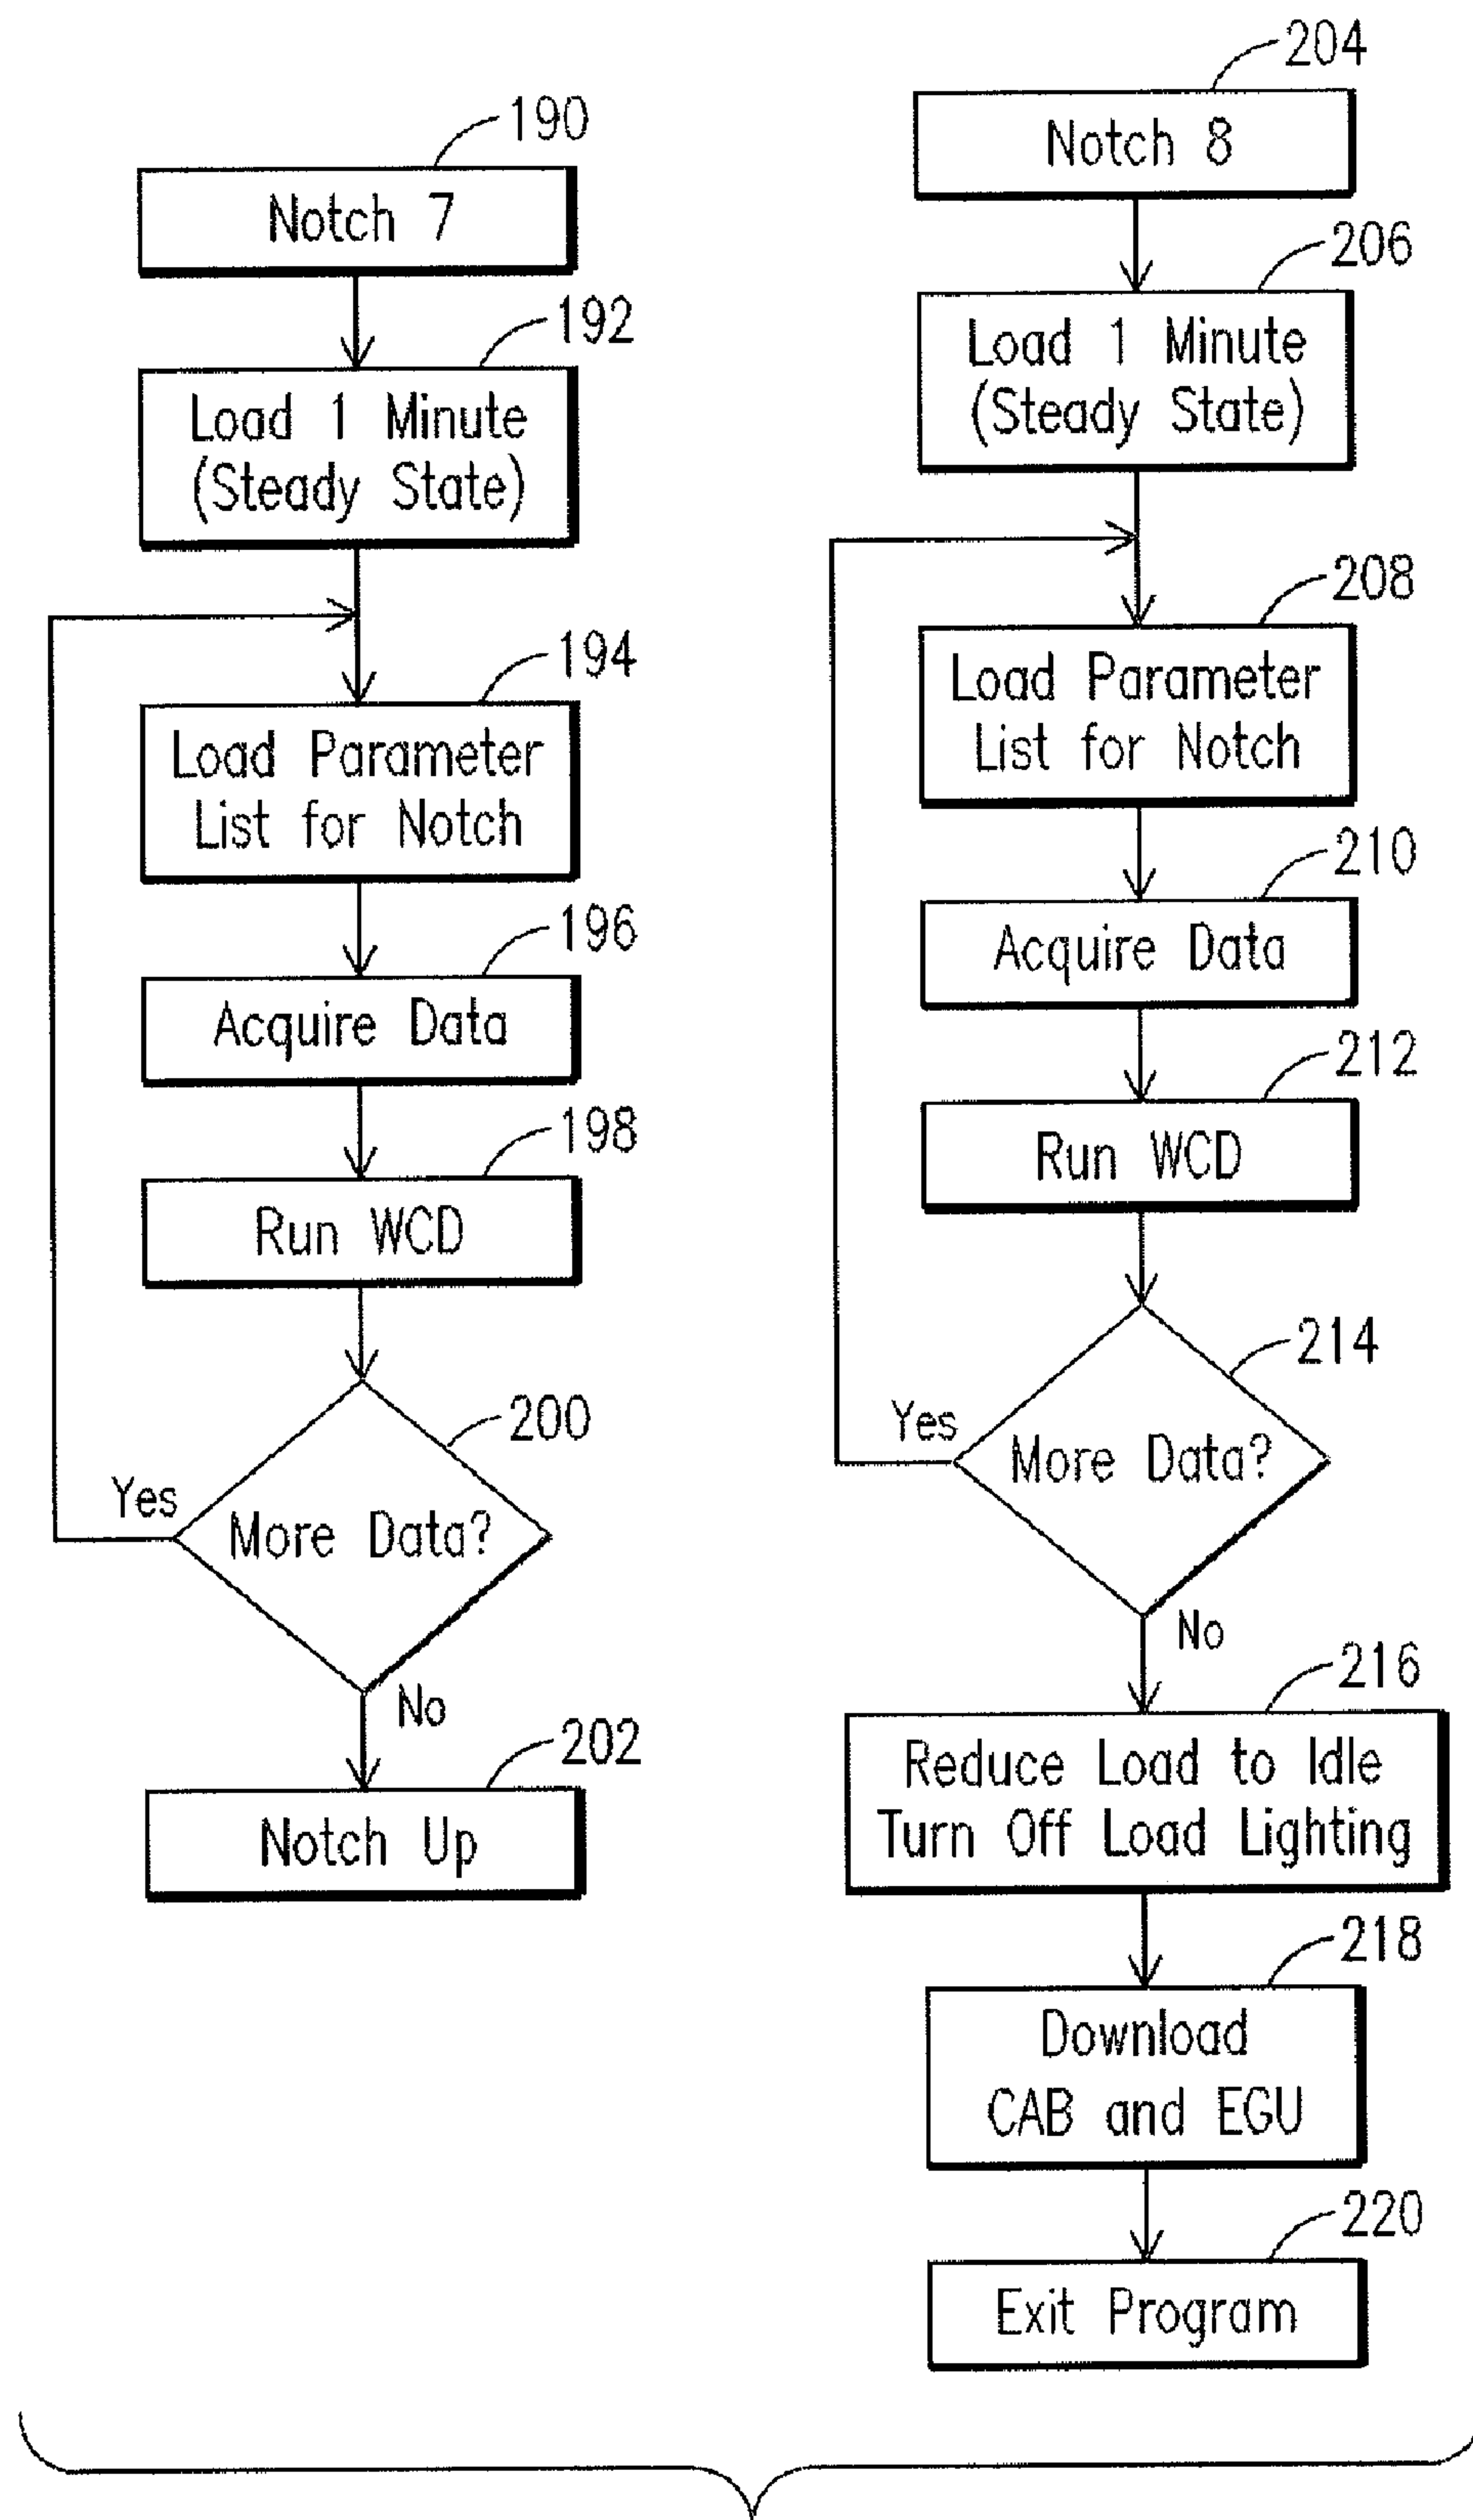 190
Notch 7
192
Load 1 Minute
(Steady State)
194
Load Parameter
List for Notch
196
Acquire Data
198
Run WCD
200
Yes
More Data?
No
202
Notch Up
204
Notch 8
206
Load 1 Minute
(Steady State)
208
Load Parameter
List for Notch
210
Acquire Data
212
Run WCD
214
Yes
More Data?
No
216
Reduce Load to Idle
Turn Off Load Lighting
218
Download
CAB and EGU
220
Exit Program